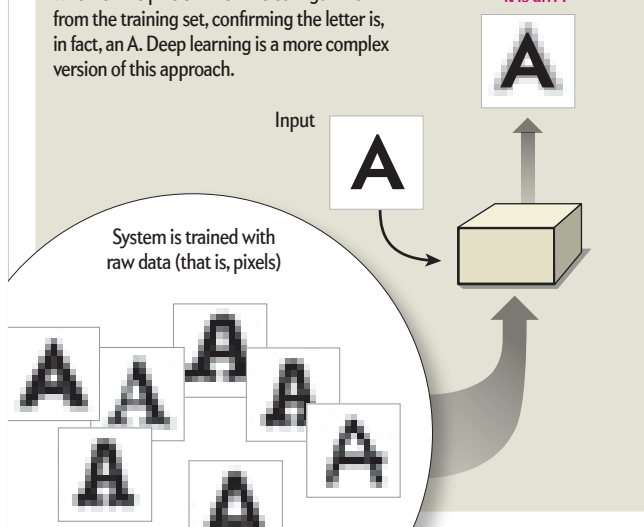 from the training set, confirming the letter is,
in fact, an A. Deep learning is a more complex
version of this approach.
A
Input
A
System is trained with
raw data (that is, pixels)
A
A
A
A
A
A
A